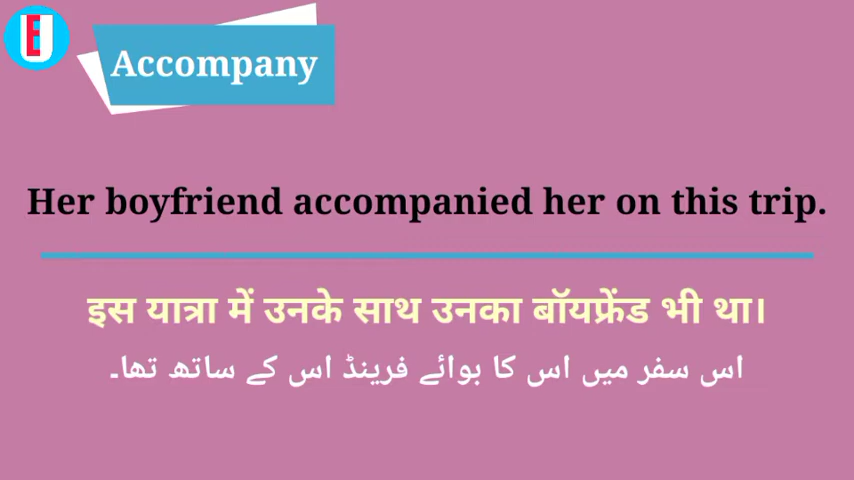 EU
Accompany
Her boyfriend accompanied her on this trip.
इस यात्रा में उनके साथ उनका बॉयफ्रेंड भी था।
اس سفر میں اس کا بوائے فرینڈ اس کے ساتھ تھا۔